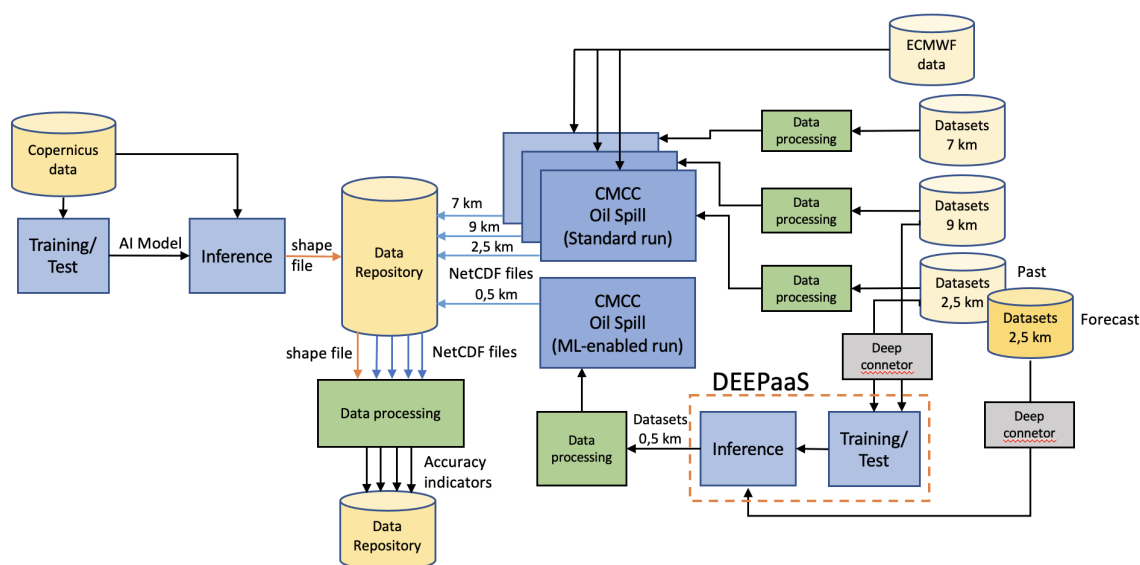 ECMWF
data
Copernicus
data
Training/
Test
AI Model
Inference
shape
file
Data
Repository
7 km
9 km
2,5 km
NetCDF files
0,5 km
CMCC
Oil Spill
(Standard run)
CMCC
Oil Spill
(ML-enabled run)
Data
processing
Datasets
7 km
Data
processing
Datasets
9 km
Data
processing
Datasets
2,5 km
Past
Datasets
2,5 km
Forecast
Deep
connetor
Deep
connetor
DEEPaaS
Training/
Test
Inference
Datasets
0,5 km
Data
processing
shape file
NetCDF files
Data processing
Accuracy
indicators
Data
Repository